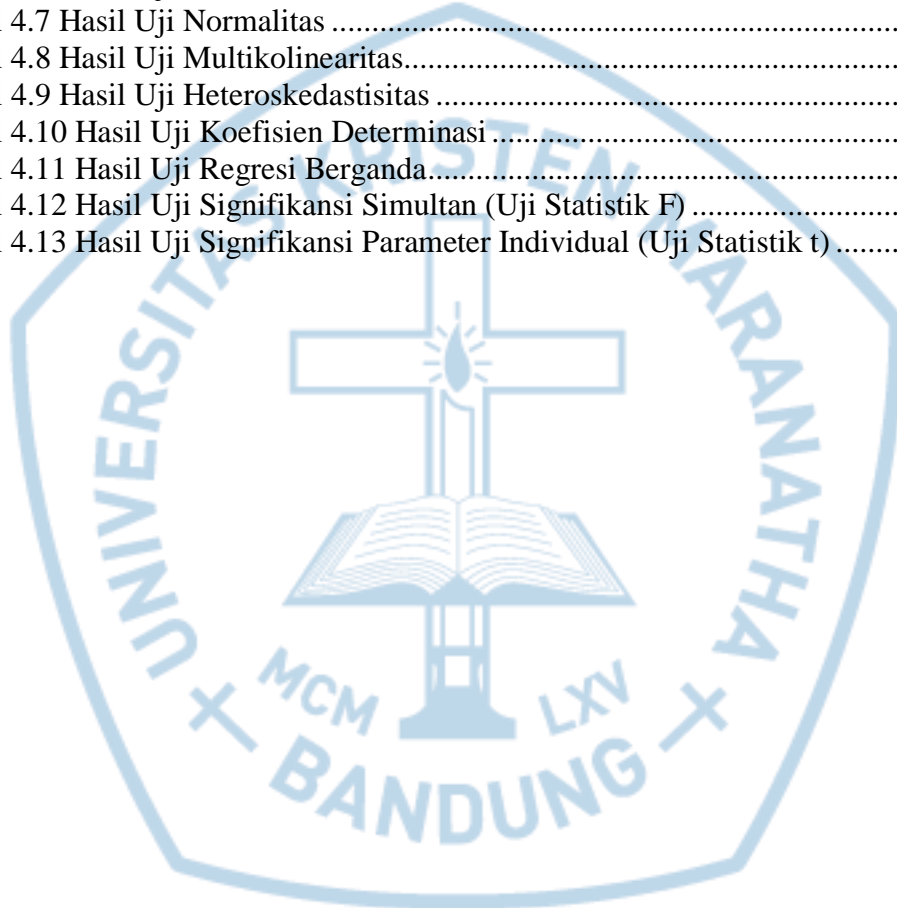 4.7 Hasil Uji Normalitas ........................................................................
4.8 Hasil Uji Multikolinearitas...............................................................
4.9 Hasil Uji Heteroskedastisitas ..........................................................
4.10 Hasil Uji Koefisien Determinasi ....................................................
4.11 Hasil Uji Regresi Berganda............................................................
4.12 Hasil Uji Signifikansi Simultan (Uji Statistik F) ..........................
4.13 Hasil Uji Signifikansi Parameter Individual (Uji Statistik t) ........
UNIVERSITAS KRISTEN MARANATHA
MCM LXV
BANDUNG